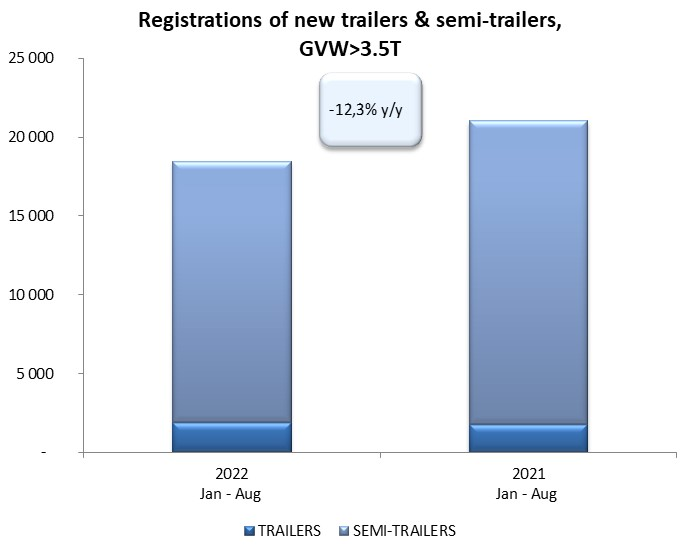 Registrations of new trailers & semi-trailers,
GVW>3.5T
25 000
20 000
15 000
10 000
5 000
-
-12,3% y/y
2022
Jan - Aug
2021
Jan - Aug
TRAILERS
SEMI-TRAILERS